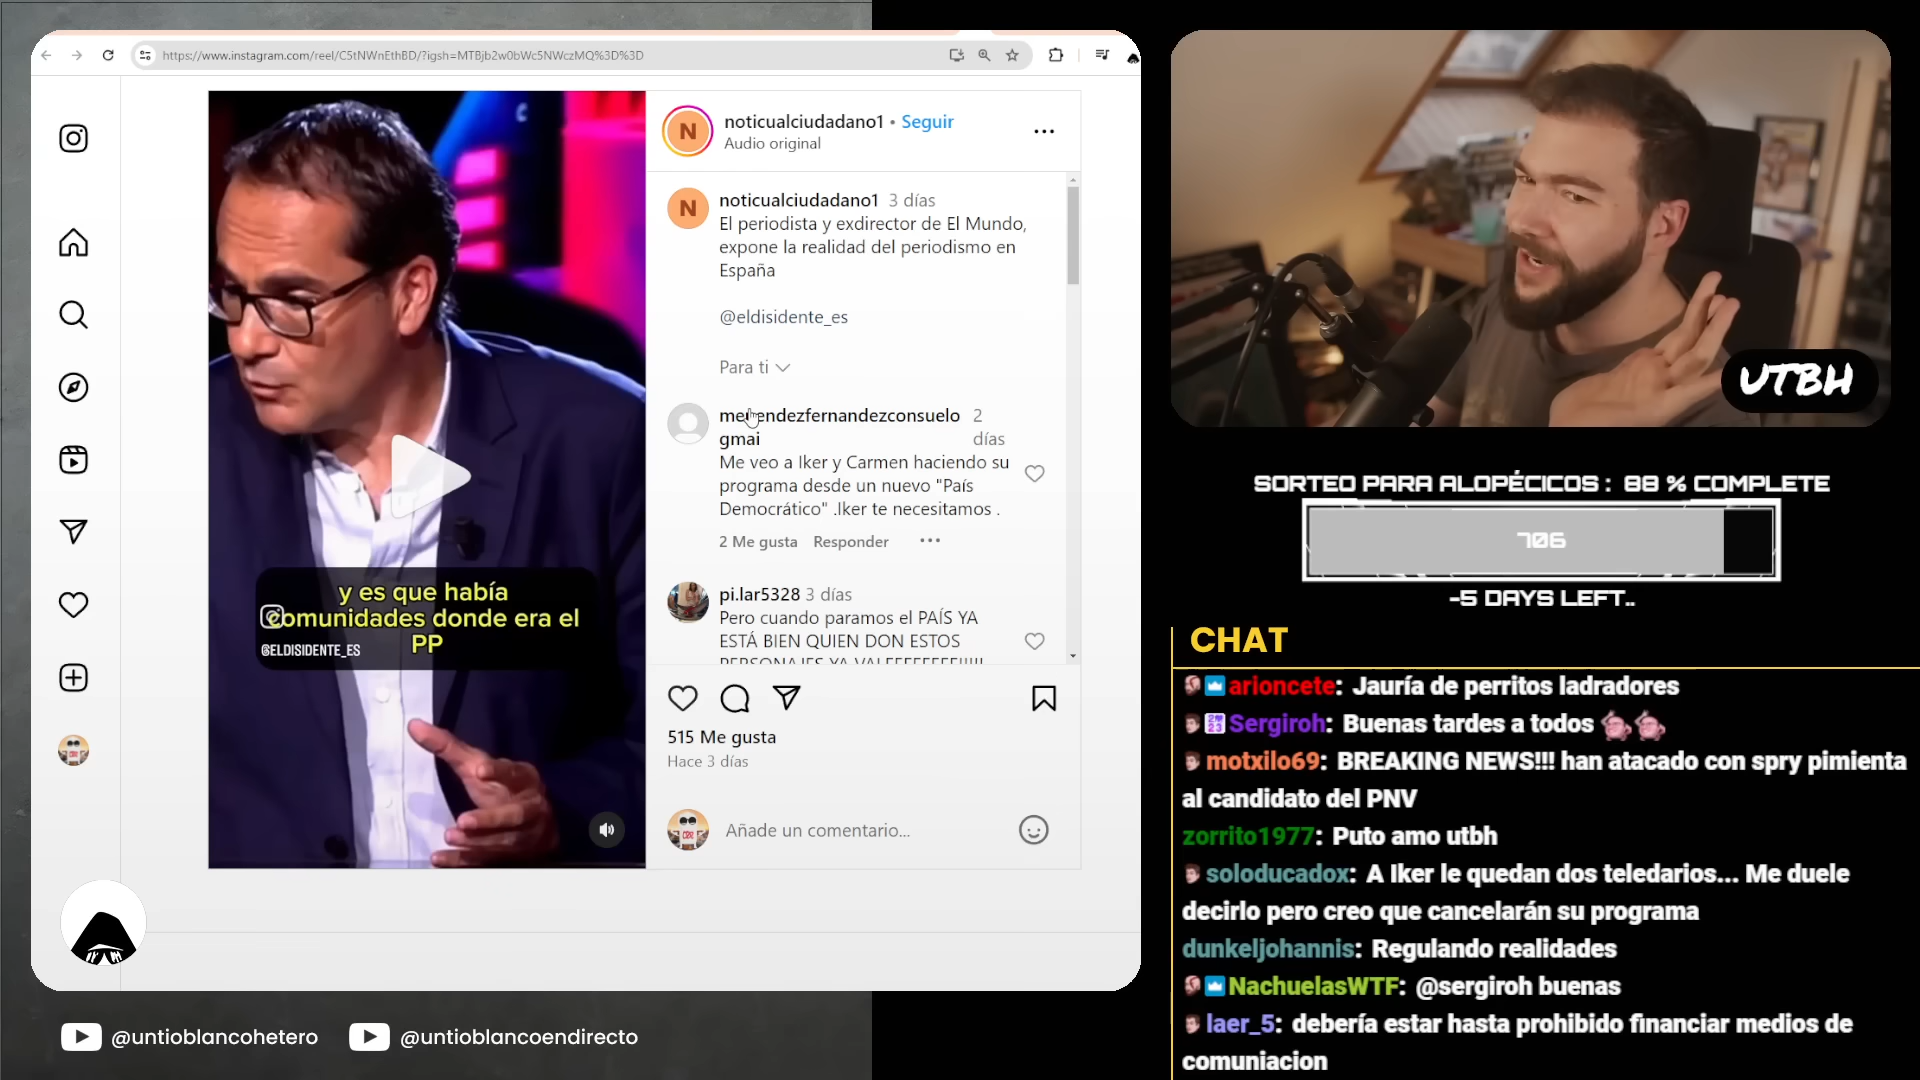 https://www.instagram.com/reel/C5tNWnEthBD/?igsh=MTBjb2w0bWc5NWczMQ%3D%3D
y es que había
comunidades donde era el
PP
@ELDISIDENTE_ES
N
noticualciudadano1 • Seguir
Audio original
N
noticualciudadano1 3 días
El periodista y exdirector de El Mundo,
expone la realidad del periodismo en
España
@eldisidente_es
Para ti
menendezfernandezconsuelo 2
gmai días
Me veo a Iker y Carmen haciendo su
programa desde un nuevo "País
Democrático" .Iker te necesitamos .
2 Me gusta Responder
pi.lar5328 3 días
Pero cuando paramos el PAÍS YA
ESTÁ BIEN QUIEN DON ESTOS
515 Me gusta
Hace 3 días
Añade un comentario...
@untioblancohetero
@untioblancoendirecto
UTBH
SORTEO PARA ALOPÉCICOS : 88 % COMPLETE
706
-5 DAYS LEFT..
CHAT
arioncete: Jauría de perritos ladradores
Sergiroh: Buenas tardes a todos
motxilo69: BREAKING NEWS!!! han atacado con spry pimienta
al candidato del PNV
zorrito1977: Puto amo utbh
soloducadox: A Iker le quedan dos teledarios... Me duele
decirlo pero creo que cancelarán su programa
dunkeljohannis: Regulando realidades
NachuelasWTF: @sergiroh buenas
laer_5: debería estar hasta prohibido financiar medios de
comuniacion